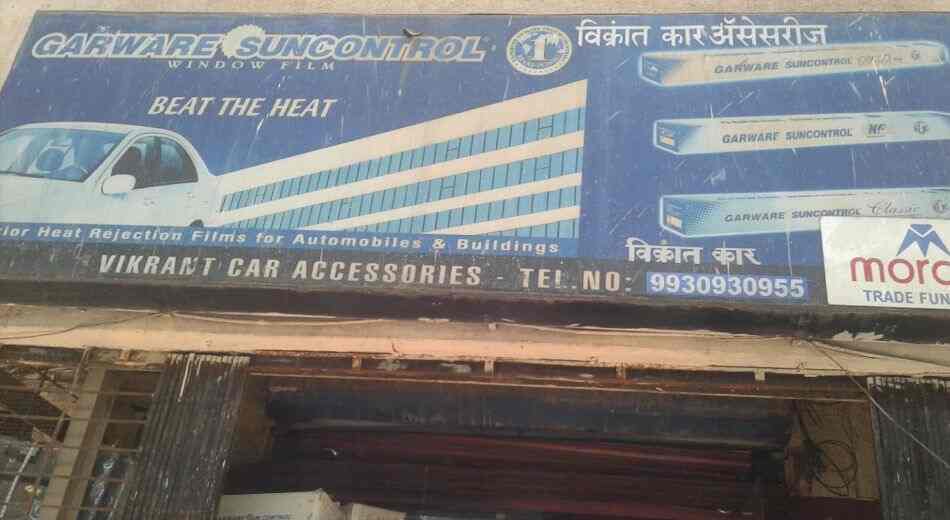 GARWARE SUNCONTROL
WINDOW FILM
विक्रांत कार ॲसेसरीज
BEAT THE HEAT
GARWARE SUNCONTROL
GARWARE SUNCONTROL
GARWARE SUNCONTROL Classic
rior Heat Rejection Films for Automobiles & Buildings
विक्रांत कार
VIKRANT CAR ACCESSORIES - TEL.NO: 9930930955
TRADE FUN